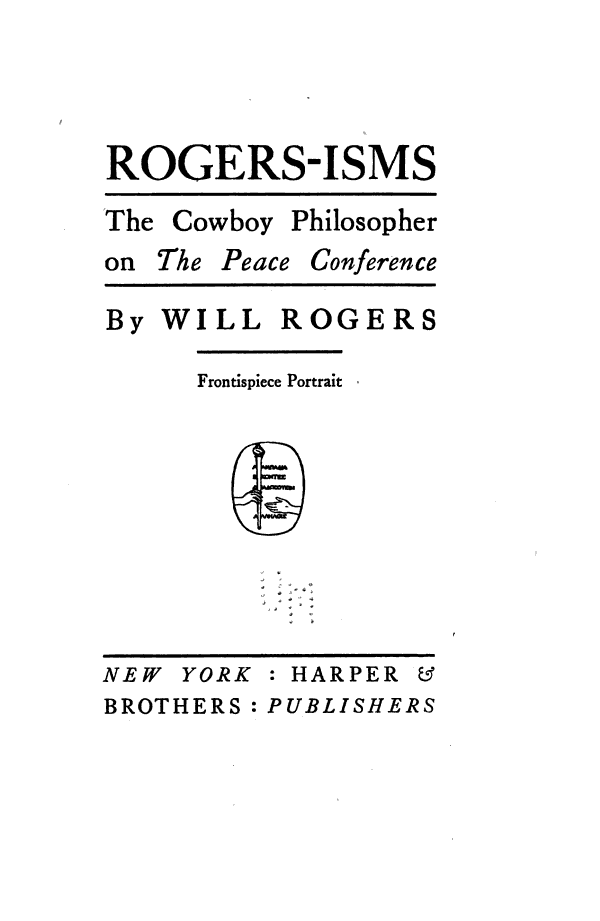 ROGERS-ISMS
The Cowboy Philosopher
on The Peace Conference
By WILL ROGERS
Frontispiece Portrait
NEW YORK : HARPER &
BROTHERS : PUBLISHERS